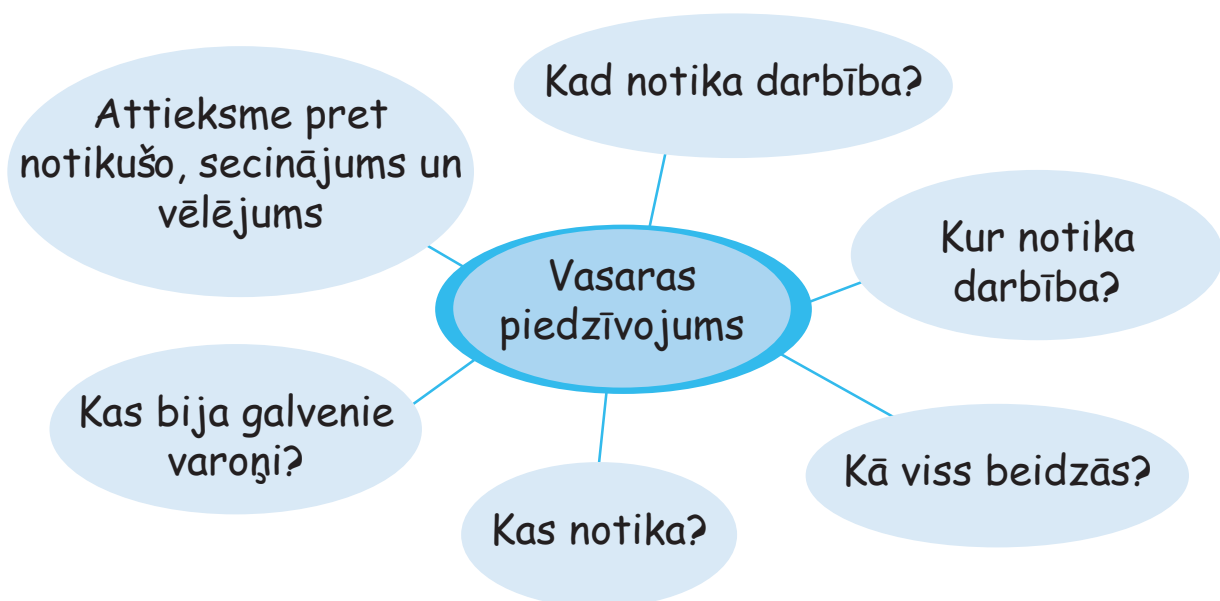 Attieksme pret
notikušo, secinājums un
vēlējums
Kad notika darbība?
Kur notika
darbība?
Vasaras
piedzīvojums
Kas bija galvenie
varoņi?
Kas notika?
Kā viss beidzās?